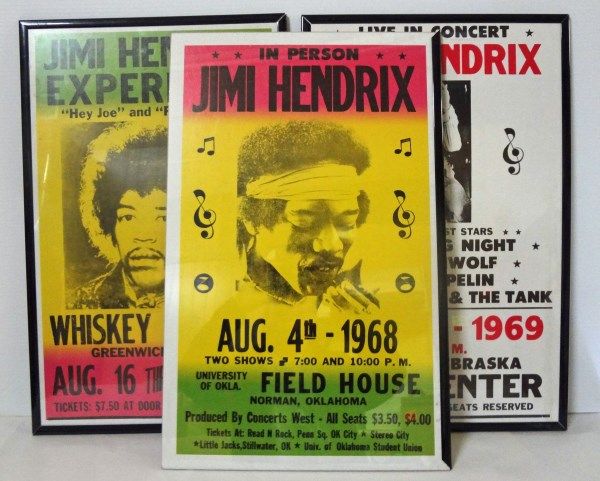 JIMI HEN
EXPER
"Hey Joe" and "
WHISKEY
GREENWIC
AUG. 16 TH
TICKETS: $7.50 AT DOOR
★ ★ IN PERSON ★ ★
JIMI HENDRIX
AUG. 4th - 1968
TWO SHOWS 7:00 AND 10:00 P.M.
UNIVERSITY
OF OKLA.
FIELD HOUSE
NORMAN, OKLAHOMA
Produced By Concerts West - All Seats $3.50, $4.00
Tickets At: Read N Rock, Penn Sq. OK City ★ Stereo City
★Little Jacks, Stillwater, OK ★ Univ. of Oklahoma Student Union
LIVE IN CONCERT
NDRIX
ST STARS ★ ★
G NIGHT ★
WOLF ★
PELIN ★
& THE TANK
- 1969
M.
BRASKA
ENTER
SEATS RESERVED